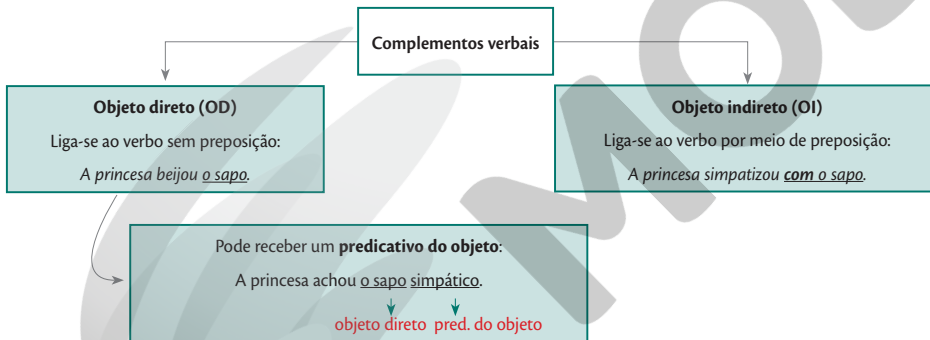 Complementos verbais
Objeto direto (OD)
Liga-se ao verbo sem preposição:
A princesa beijou o sapo.
Objeto indireto (OI)
Liga-se ao verbo por meio de preposição:
A princesa simpatizou com o sapo.
Pode receber um predicativo do objeto:
A princesa achou o sapo simpático.
objeto direto pred. do objeto